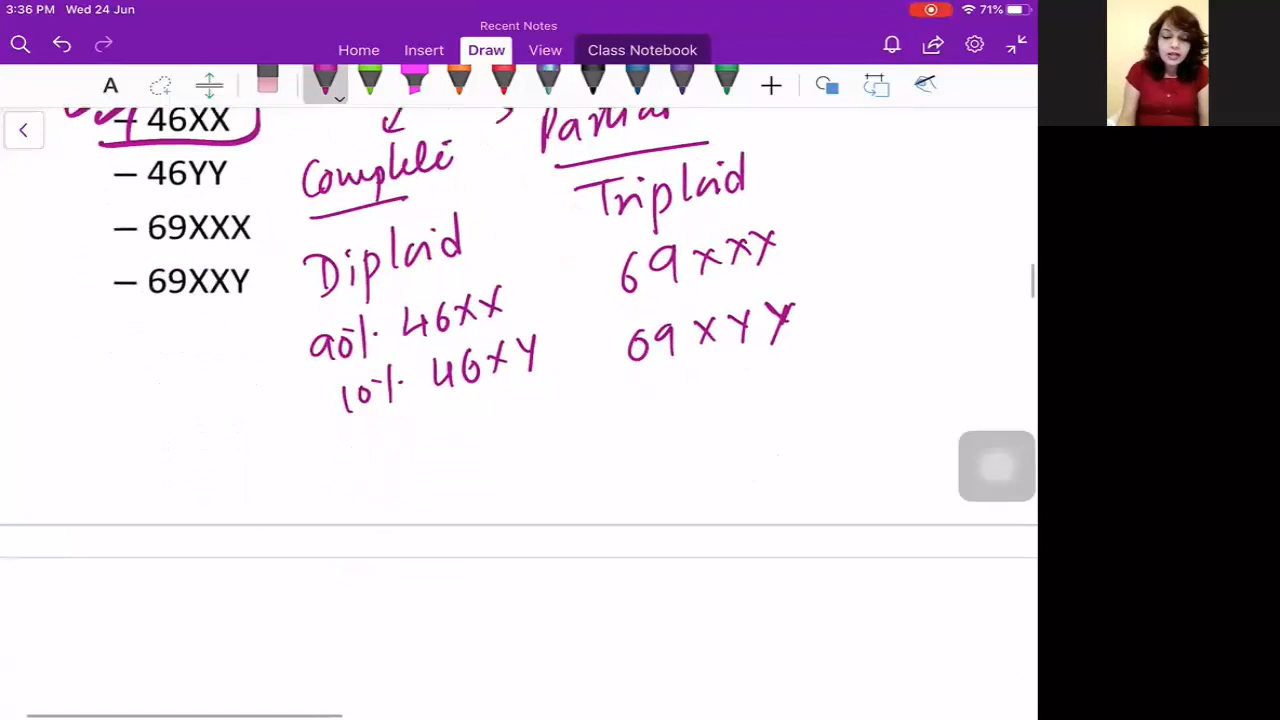 3:36 PM Wed 24 Jun
71%
Recent Notes
Home Insert Draw View Class Notebook
A
– 46XX
– 46YY
– 69XXX
– 69XXY
Complete
Diploid
90% 46XX
10% 46XY
Partial
Triploid
69XXX
69XYY